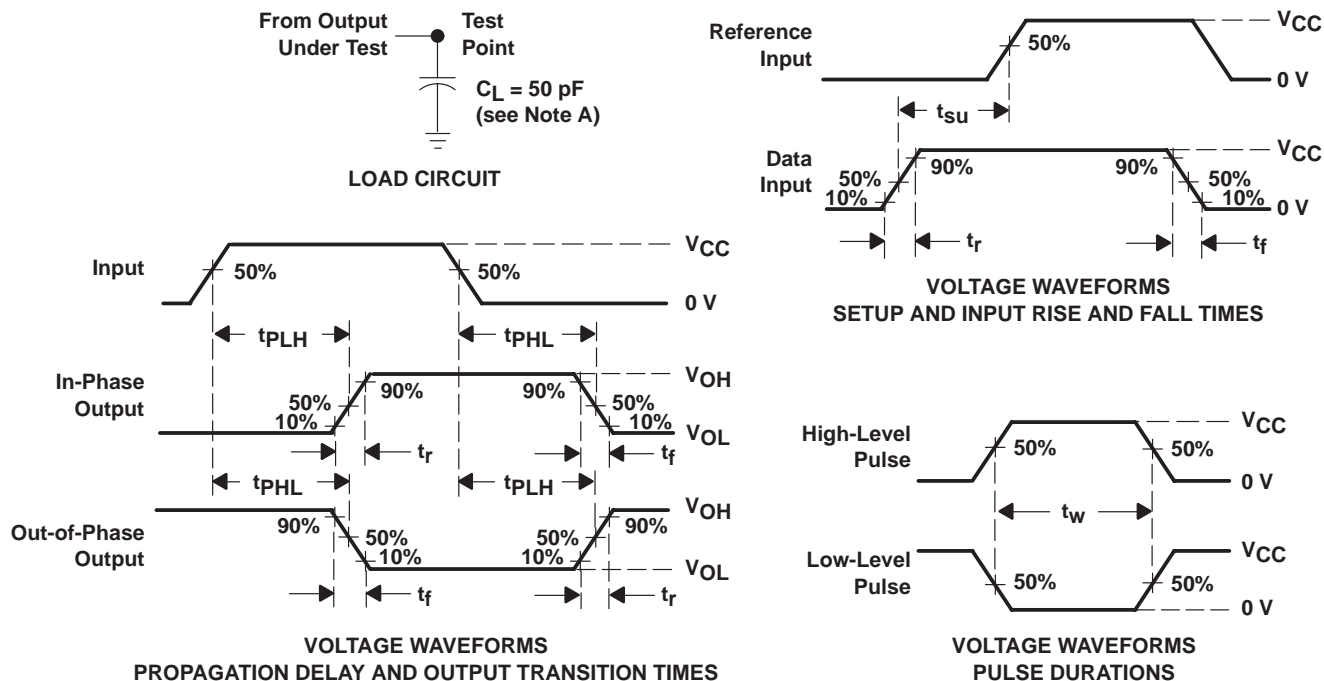 From Output
Under Test
Test
Point
CL = 50 pF
(see Note A)
LOAD CIRCUIT
Reference
Input
50%
VCC
0 V
tsu
Data
Input
50%
10%
90%
90%
50%
10%
VCC
0 V
tr
tf
VOLTAGE WAVEFORMS
SETUP AND INPUT RISE AND FALL TIMES
Input
50%
50%
VCC
0 V
tPLH
tPHL
In-Phase
Output
50%
10%
90%
90%
50%
10%
VOH
VOL
tr
tf
tPHL
tPLH
Out-of-Phase
Output
90%
50%
10%
50%
10%
90%
VOH
VOL
tf
tr
VOLTAGE WAVEFORMS
PROPAGATION DELAY AND OUTPUT TRANSITION TIMES
High-Level
Pulse
50%
50%
VCC
0 V
tw
Low-Level
Pulse
50%
50%
VCC
0 V
VOLTAGE WAVEFORMS
PULSE DURATIONS